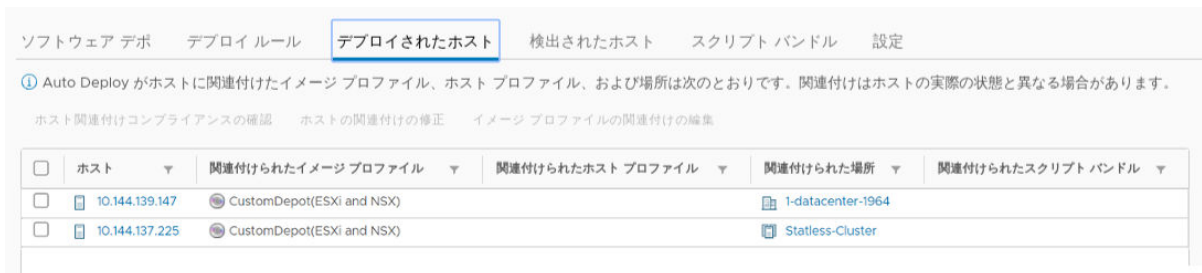 ソフトウェア デポ デプロイ ルール デプロイされたホスト 検出されたホスト スクリプト バンドル 設定
Auto Deploy がホストに関連付けたイメージ プロファイル、ホスト プロファイル、および場所は次のとおりです。関連付けはホストの実際の状態と異なる場合があります。
ホスト関連付けコンプライアンスの確認 ホストの関連付けの修正 イメージ プロファイルの関連付けの編集
ホスト 関連付けられたイメージ プロファイル 関連付けられたホスト プロファイル 関連付けられた場所 関連付けられたスクリプト バンドル
10.144.139.147 CustomDepot(ESXi and NSX) 1-datacenter-1964
10.144.137.225 CustomDepot(ESXi and NSX) Statless-Cluster